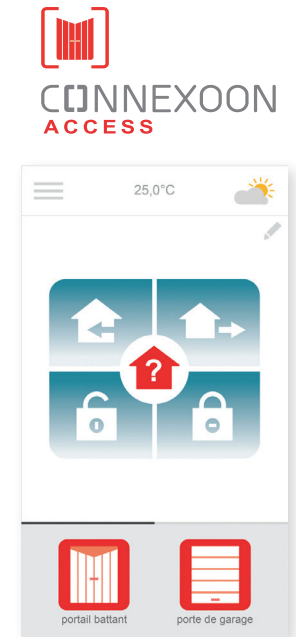 CONNEXOON
ACCESS
25,0°C
?
portail battant
porte de garage